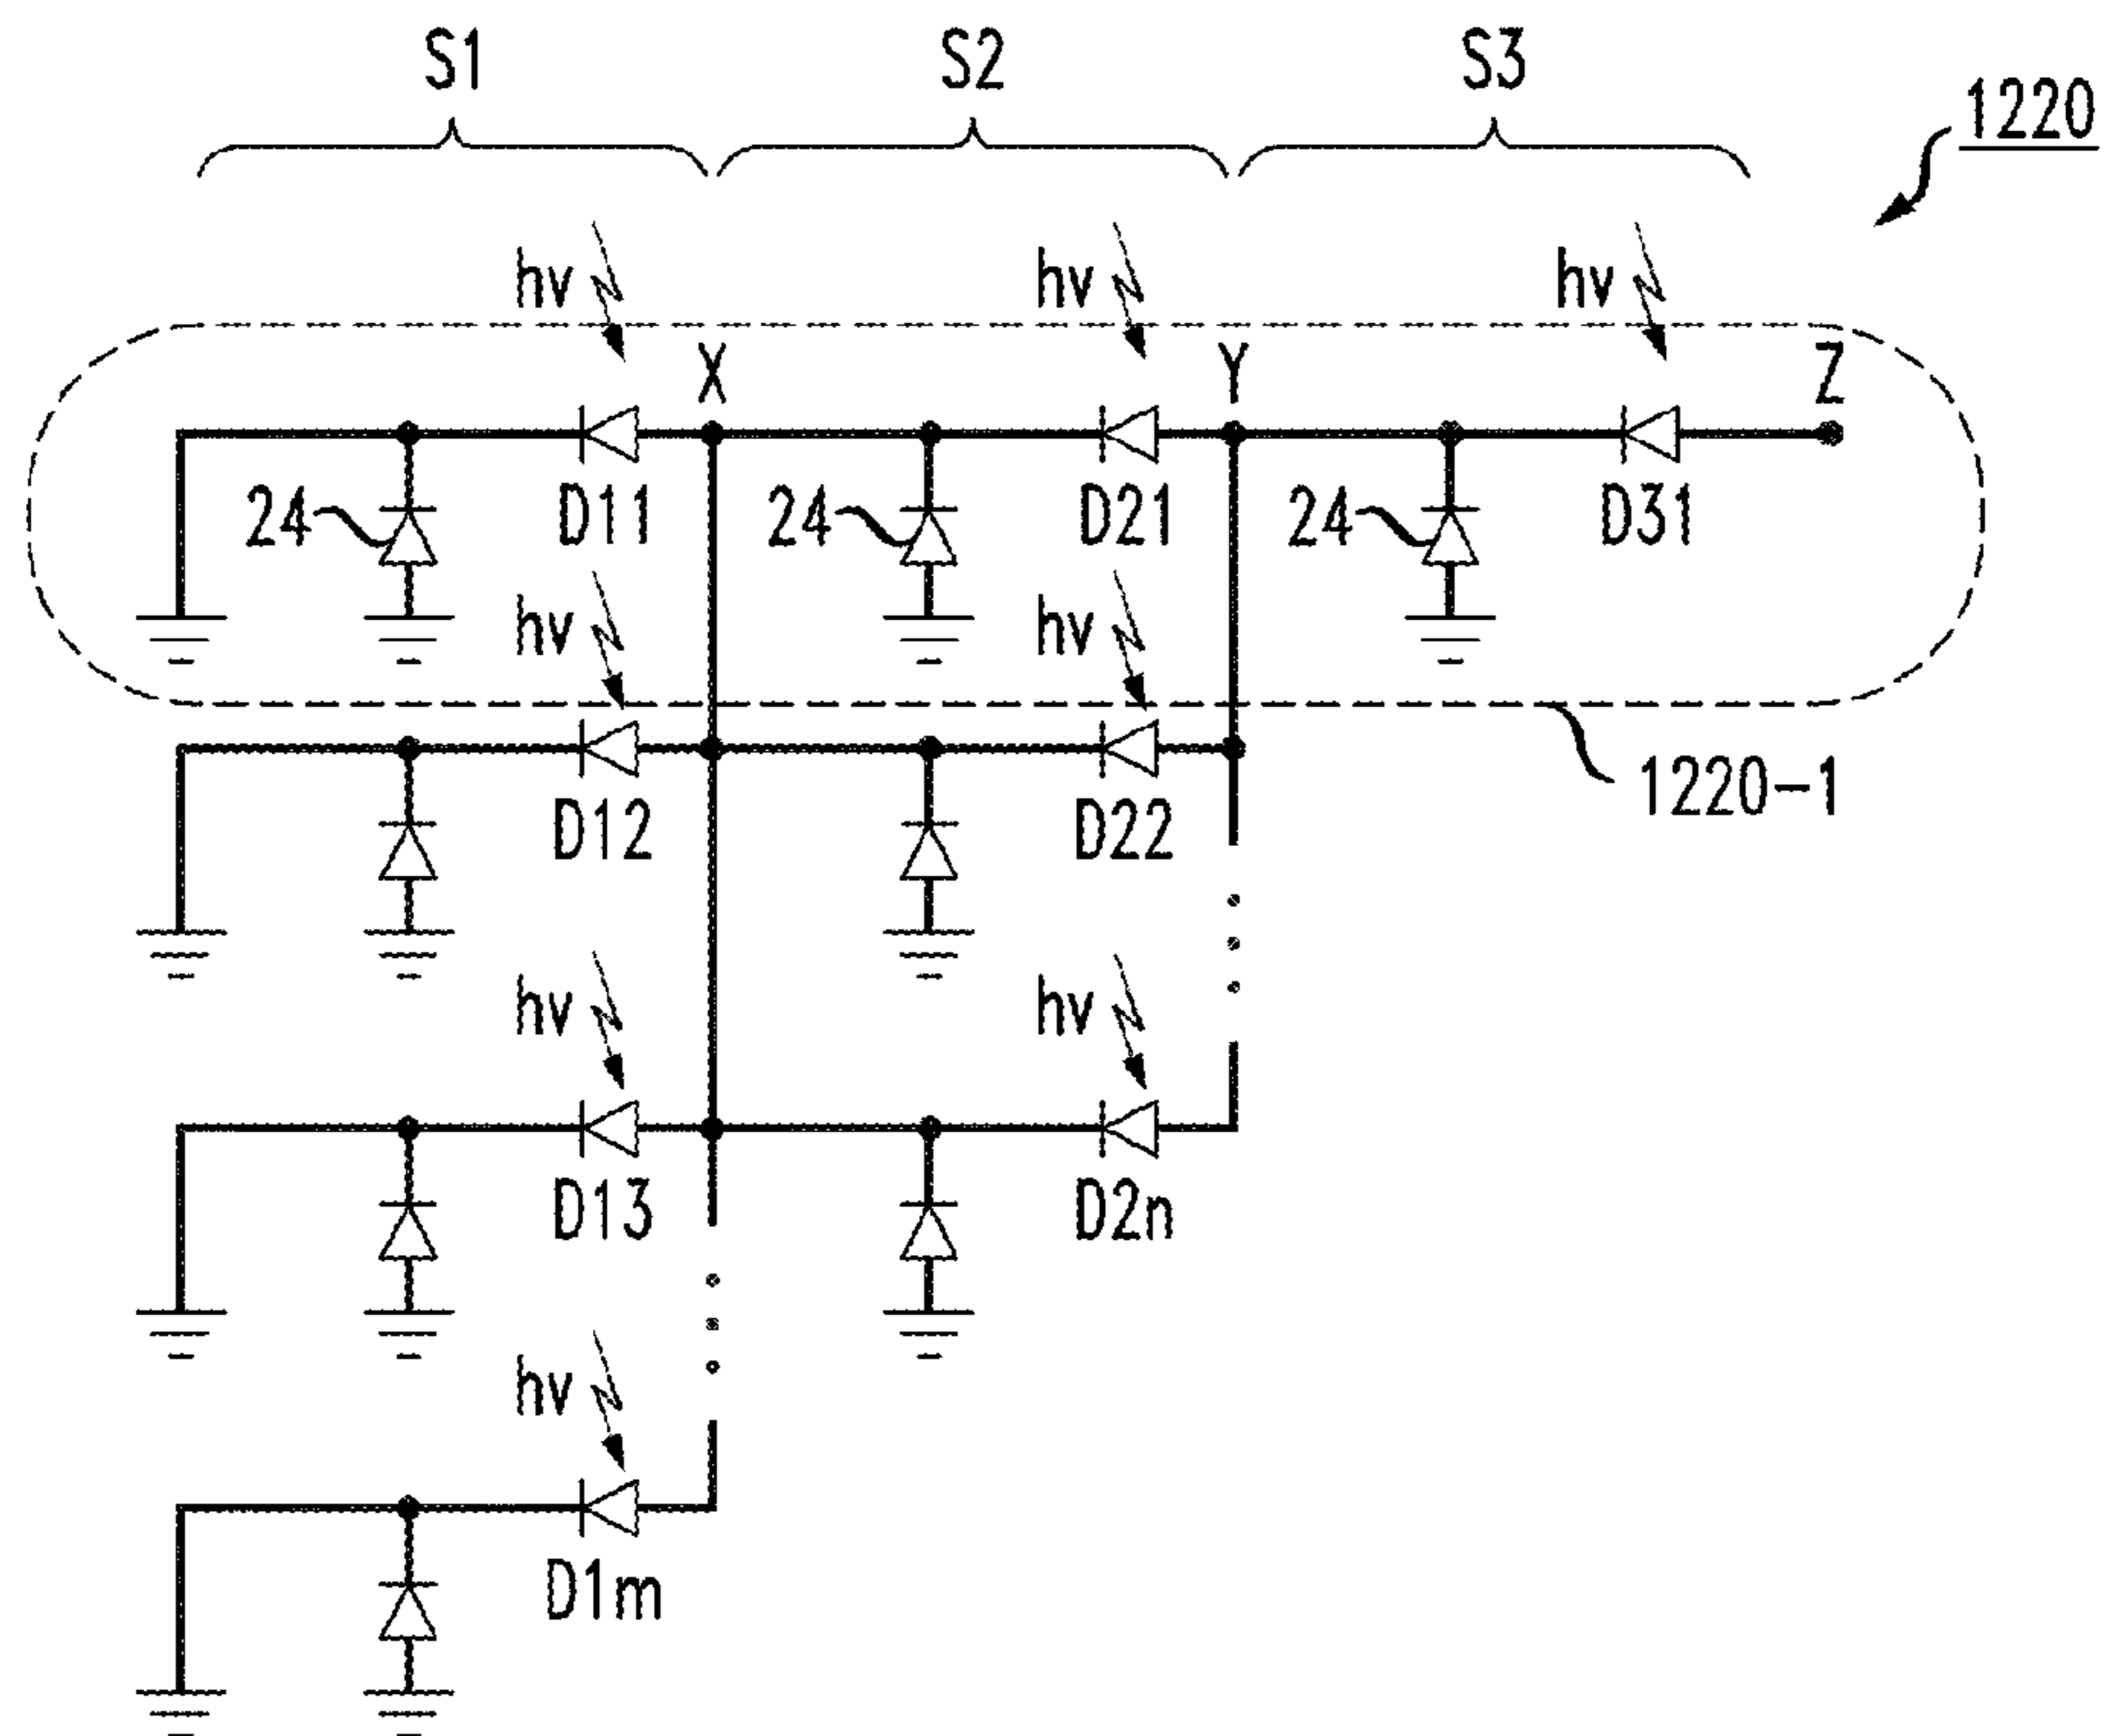 S1 S2 S3
1220
hv hv hv
X Y Z
24 D11 24 D21 24 D31
hv hv
1220-1
D12 D22
hv hv
D13 D2n
hv
D1m